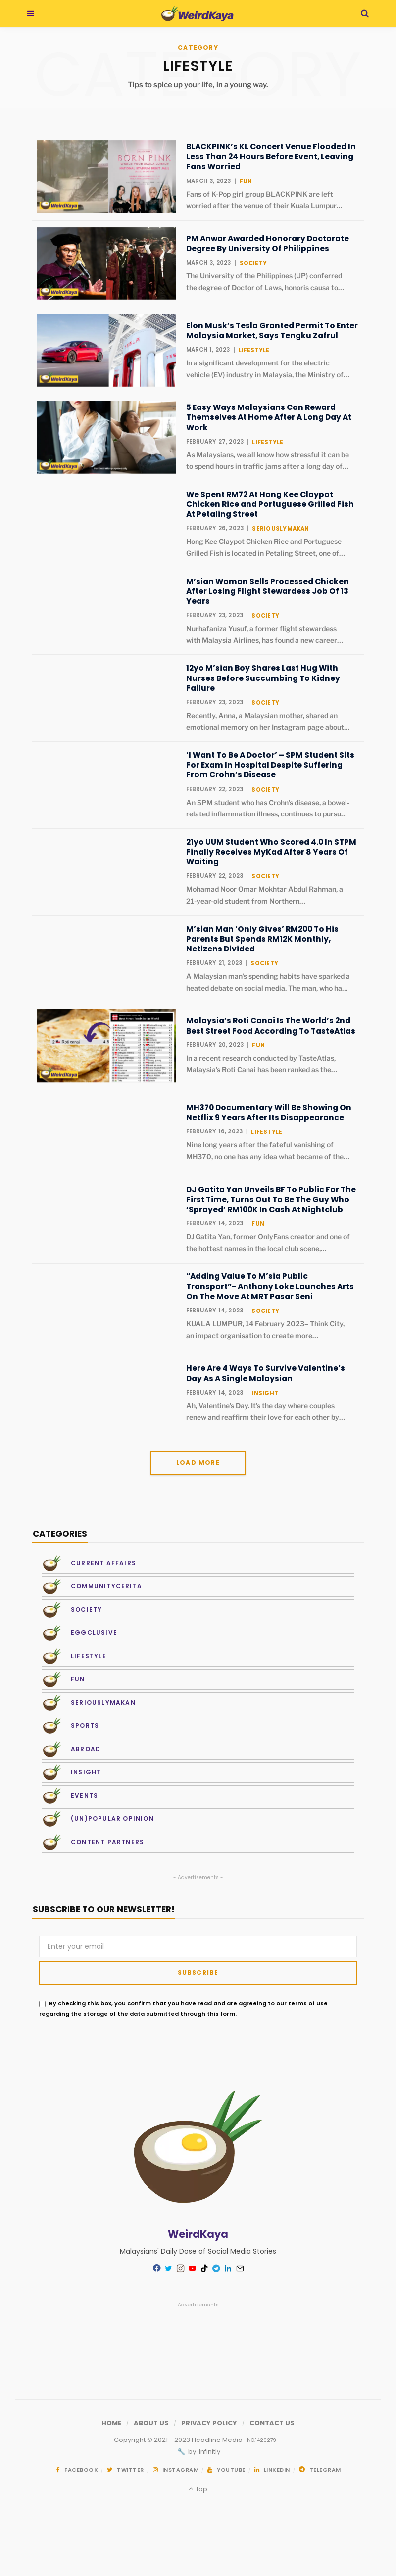 WeirdKaya
CATEGORY
LIFESTYLE
Tips to spice up your life, in a young way.
BORN PINK
WeirdKaya
BLACKPINK's KL Concert Venue Flooded In
Less Than 24 Hours Before Event, Leaving
Fans Worried
MARCH 3, 2023 | FUN
Fans of K-Pop girl group BLACKPINK are left
worried after the venue of their Kuala Lumpur...
WeirdKaya
PM Anwar Awarded Honorary Doctorate
Degree By University Of Philippines
MARCH 3, 2023 | SOCIETY
The University of the Philippines (UP) conferred
the degree of Doctor of Laws, honoris causa to...
WeirdKaya
Elon Musk's Tesla Granted Permit To Enter
Malaysia Market, Says Tengku Zafrul
MARCH 1, 2023 | LIFESTYLE
In a significant development for the electric
vehicle (EV) industry in Malaysia, the Ministry of...
WeirdKaya
5 Easy Ways Malaysians Can Reward
Themselves At Home After A Long Day At
Work
FEBRUARY 27, 2023 | LIFESTYLE
As Malaysians, we all know how stressful it can be
to spend hours in traffic jams after a long day of...
We Spent RM72 At Hong Kee Claypot
Chicken Rice and Portuguese Grilled Fish
At Petaling Street
FEBRUARY 26, 2023 | SERIOUSLYMAKAN
Hong Kee Claypot Chicken Rice and Portuguese
Grilled Fish is located in Petaling Street, one of...
M'sian Woman Sells Processed Chicken
After Losing Flight Stewardess Job Of 13
Years
FEBRUARY 23, 2023 | SOCIETY
Nurhafaniza Yusuf, a former flight stewardess
with Malaysia Airlines, has found a new career...
12yo M'sian Boy Shares Last Hug With
Nurses Before Succumbing To Kidney
Failure
FEBRUARY 23, 2023 | SOCIETY
Recently, Anna, a Malaysian mother, shared an
emotional memory on her Instagram page about...
'I Want To Be A Doctor' – SPM Student Sits
For Exam In Hospital Despite Suffering
From Crohn's Disease
FEBRUARY 22, 2023 | SOCIETY
An SPM student who has Crohn's disease, a bowel-
related inflammation illness, continues to pursu...
21yo UUM Student Who Scored 4.0 In STPM
Finally Receives MyKad After 8 Years Of
Waiting
FEBRUARY 22, 2023 | SOCIETY
Mohamad Noor Omar Mokhtar Abdul Rahman, a
21-year-old student from Northern...
M'sian Man 'Only Gives' RM200 To His
Parents But Spends RM12K Monthly,
Netizens Divided
FEBRUARY 21, 2023 | SOCIETY
A Malaysian man's spending habits have sparked a
heated debate on social media. The man, who ha...
2 Roti canai
WeirdKaya
Malaysia's Roti Canai Is The World's 2nd
Best Street Food According To TasteAtlas
FEBRUARY 20, 2023 | FUN
In a recent research conducted by TasteAtlas,
Malaysia's Roti Canai has been ranked as the...
MH370 Documentary Will Be Showing On
Netflix 9 Years After Its Disappearance
FEBRUARY 16, 2023 | LIFESTYLE
Nine long years after the fateful vanishing of
MH370, no one has any idea what became of the...
DJ Gatita Yan Unveils BF To Public For The
First Time, Turns Out To Be The Guy Who
'Sprayed' RM100K In Cash At Nightclub
FEBRUARY 14, 2023 | FUN
DJ Gatita Yan, former OnlyFans creator and one of
the hottest names in the local club scene,...
"Adding Value To M'sia Public
Transport"- Anthony Loke Launches Arts
On The Move At MRT Pasar Seni
FEBRUARY 14, 2023 | SOCIETY
KUALA LUMPUR, 14 February 2023– Think City,
an impact organisation to create more...
Here Are 4 Ways To Survive Valentine's
Day As A Single Malaysian
FEBRUARY 14, 2023 | INSIGHT
Ah, Valentine's Day. It's the day where couples
renew and reaffirm their love for each other by...
LOAD MORE
CATEGORIES
CURRENT AFFAIRS
COMMUNITYCERITA
SOCIETY
EGGCLUSIVE
LIFESTYLE
FUN
SERIOUSLYMAKAN
SPORTS
ABROAD
INSIGHT
EVENTS
(UN)POPULAR OPINION
CONTENT PARTNERS
- Advertisements -
SUBSCRIBE TO OUR NEWSLETTER!
Enter your email
SUBSCRIBE
By checking this box, you confirm that you have read and are agreeing to our terms of use
regarding the storage of the data submitted through this form.
WeirdKaya
Malaysians' Daily Dose of Social Media Stories
- Advertisements -
HOME / ABOUT US / PRIVACY POLICY / CONTACT US
Copyright © 2021 - 2023 Headline Media | NO1426279-H
by Infinitly
FACEBOOK TWITTER INSTAGRAM YOUTUBE LINKEDIN TELEGRAM
Top